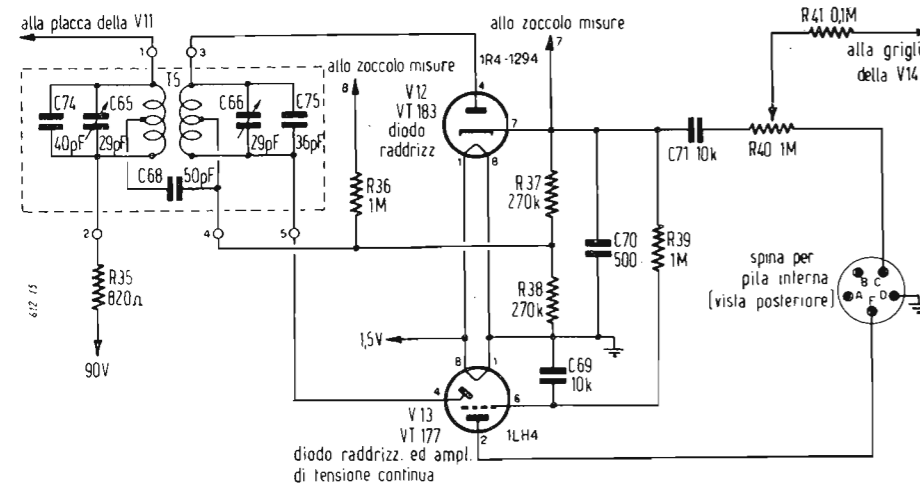 alla placca della V11
alla griglia
della V14
R41 0,1M
allo zoccolo misure
7
1R4-1294
allo zoccolo misure
8
1
3
T5
C74
40pF
C65
29pF
C66
29pF
C75
36pF
C68
50pF
2
4
5
R35
820Ω
90V
612 15
R36
1M
V12
VT 183
diodo
raddrizz
4
7
1
8
R37
270k
R38
270k
C70
500
R39
1M
C71 10k
R40 1M
C69
10k
1,5V
8
1
4
6
2
V13
VT 177
1LH4
diodo raddrizz. ed ampl.
di tensione continua
spina per
pila interna
(vista posteriore)
B
C
A
D
F